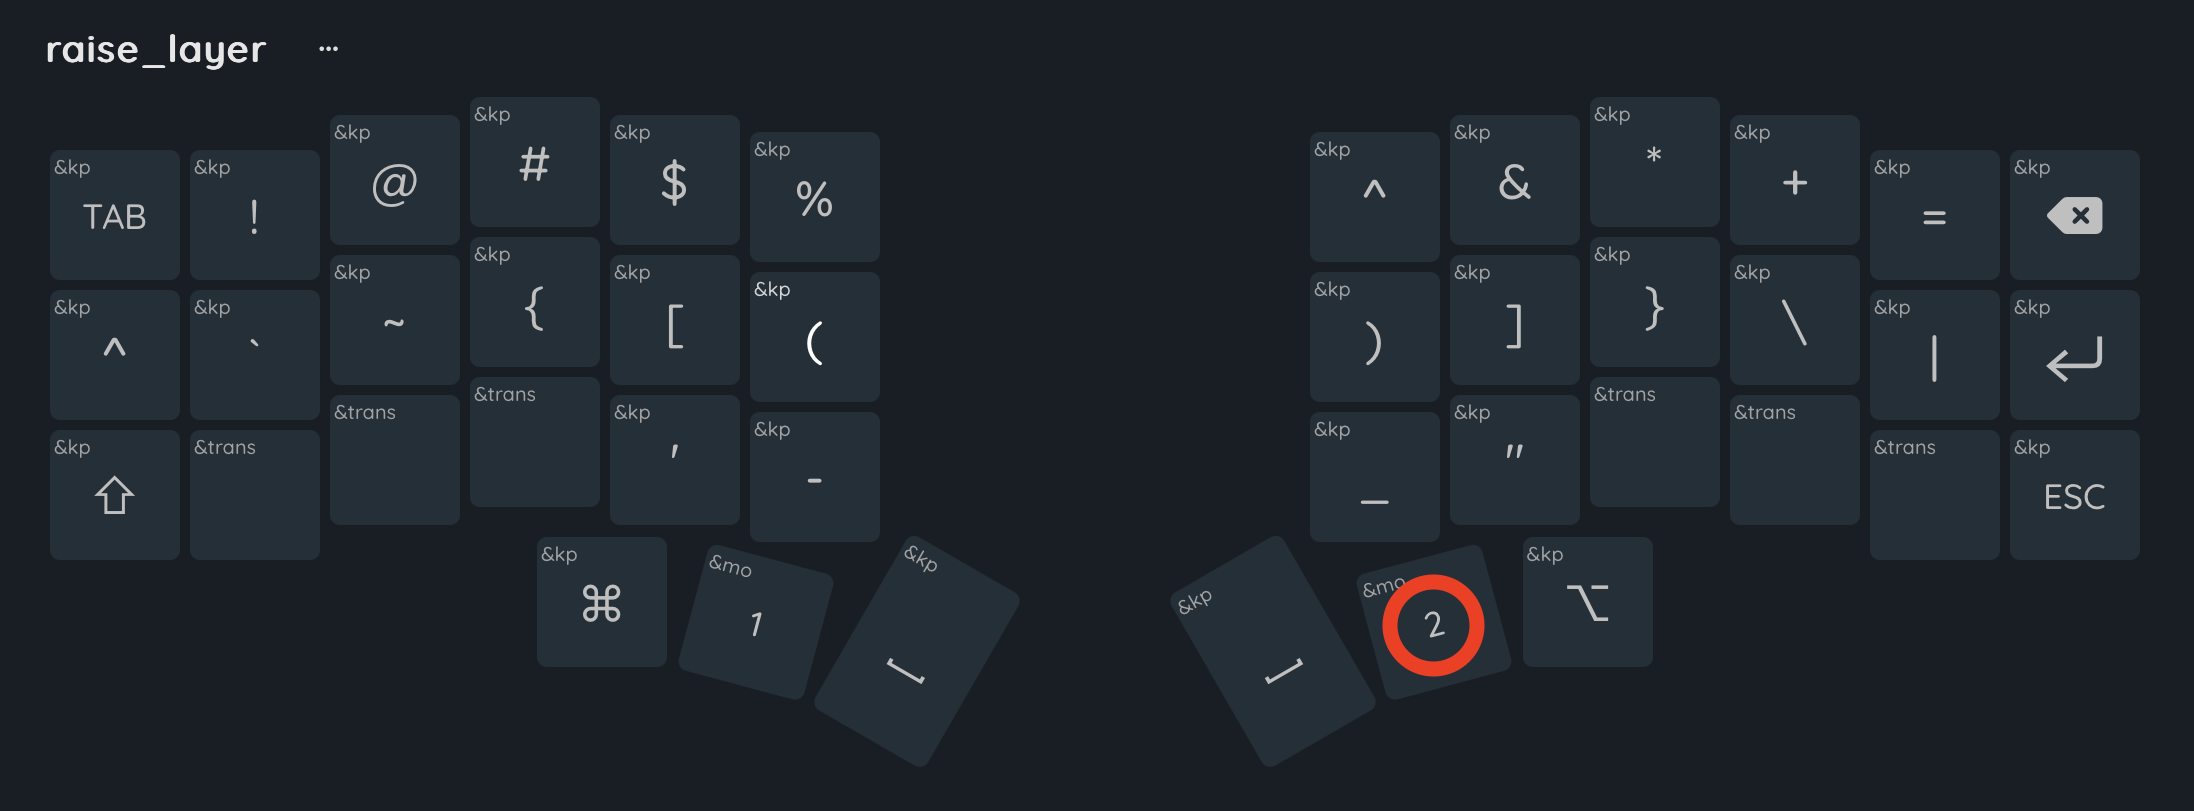 raise_layer ...
&kp TAB &kp ! &kp @ &kp # &kp $ &kp % &kp ^ &kp & &kp * &kp + &kp = &kp
&kp ^ &kp ` &kp ~ &kp { &kp [ &kp ( &kp ) &kp ] &kp } &kp \ &kp | &kp
&kp &trans &trans &trans &kp ' &kp - &kp _ &kp " &trans &trans &trans &kp ESC
&kp ⌘ &mo 1 &kp &kp &mo 2 &kp ⌥